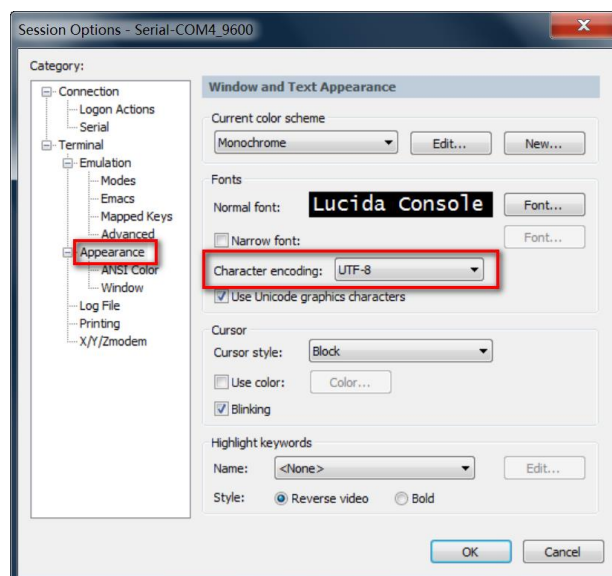 Session Options - Serial-COM4_9600
Category:
Connection
Logon Actions
Serial
Terminal
Emulation
Modes
Emacs
Mapped Keys
Advanced
Appearance
ANSI Color
Window
Log File
Printing
X/Y/Zmodem
Window and Text Appearance
Current color scheme
Monochrome Edit... New...
Fonts
Normal font: Lucida Console Font...
Narrow font: Font...
Character encoding: UTF-8
Use Unicode graphics characters
Cursor
Cursor style: Block
Use color: Color...
Blinking
Highlight keywords
Name: <None> Edit...
Style: Reverse video Bold
OK Cancel